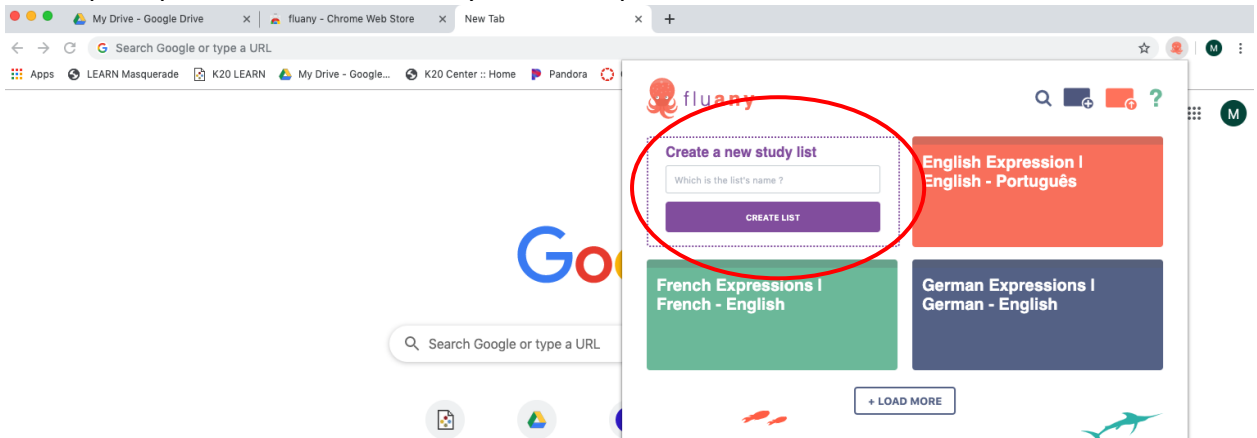 My Drive - Google Drive
fluany - Chrome Web Store
New Tab
Search Google or type a URL
M
Apps
LEARN Masquerade
K20 LEARN
My Drive - Google...
K20 Center :: Home
Pandora
fluany
?
M
Create a new study list
Which is the list's name ?
CREATE LIST
English Expression I
English - Português
Go
French Expressions I
French - English
German Expressions I
German - English
Search Google or type a URL
+ LOAD MORE